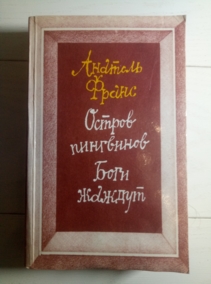 Анатоль
Франс
Остров
пингвинов
Боги
жаждут